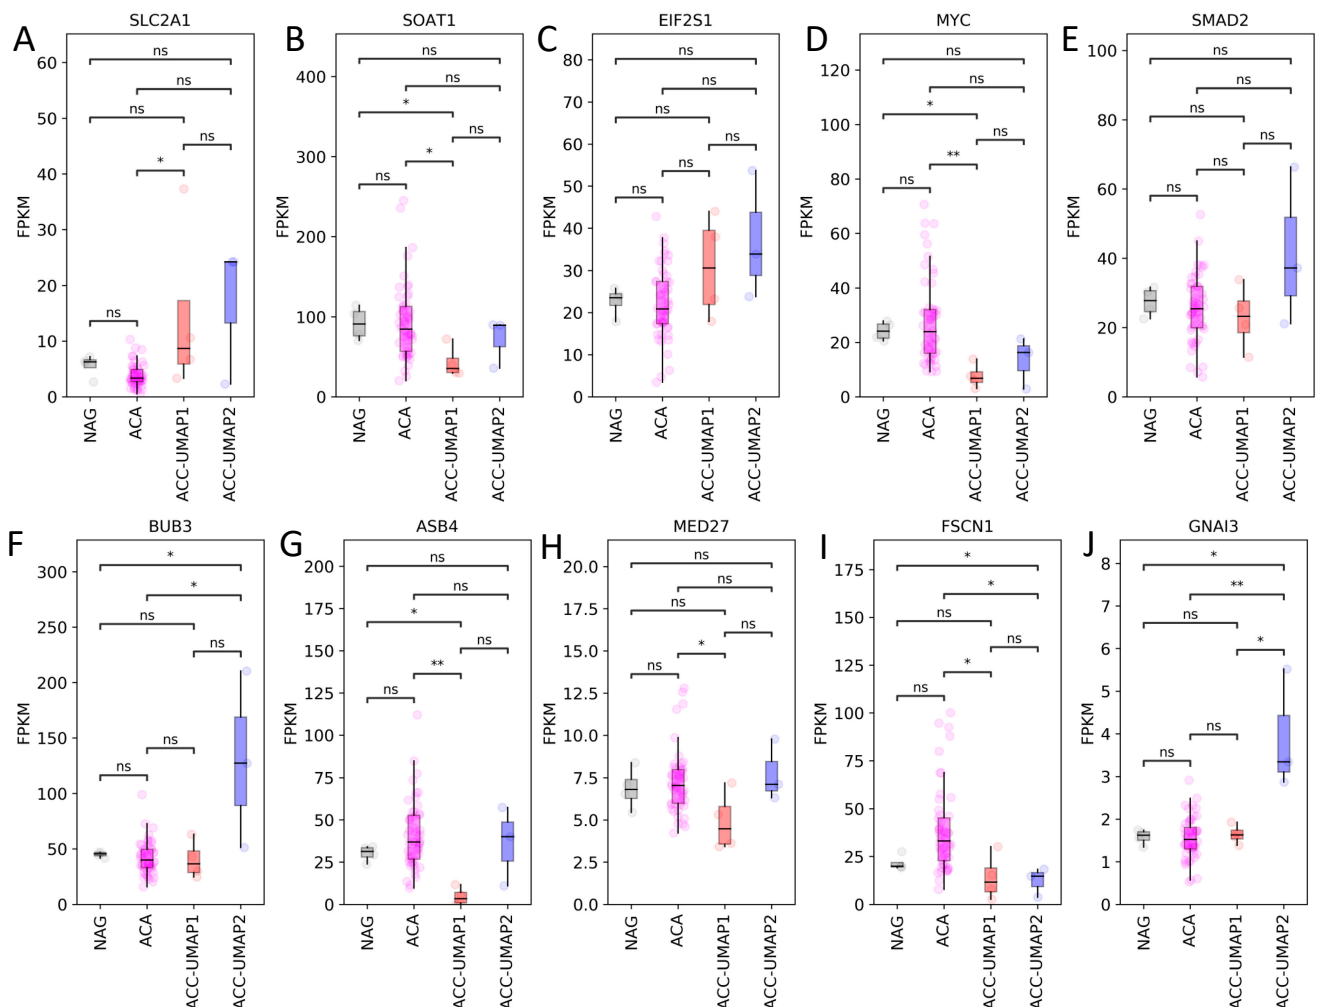 A
SLC2A1
FPKM
60
50
40
30
20
10
0
ns
ns
ns
ns
*
ns
NAG
ACA
ACC-UMAP1
ACC-UMAP2
B
SOAT1
FPKM
400
300
200
100
0
ns
ns
*
ns
*
ns
NAG
ACA
ACC-UMAP1
ACC-UMAP2
C
EIF2S1
FPKM
80
70
60
50
40
30
20
10
0
ns
ns
ns
ns
ns
ns
NAG
ACA
ACC-UMAP1
ACC-UMAP2
D
MYC
FPKM
120
100
80
60
40
20
0
ns
ns
*
ns
**
ns
NAG
ACA
ACC-UMAP1
ACC-UMAP2
E
SMAD2
FPKM
100
80
60
40
20
0
ns
ns
ns
ns
ns
ns
NAG
ACA
ACC-UMAP1
ACC-UMAP2
F
BUB3
FPKM
300
250
200
150
100
50
0
*
*
ns
ns
ns
ns
NAG
ACA
ACC-UMAP1
ACC-UMAP2
G
ASB4
FPKM
200
175
150
125
100
75
50
25
0
ns
ns
*
ns
**
ns
NAG
ACA
ACC-UMAP1
ACC-UMAP2
H
MED27
FPKM
20.0
17.5
15.0
12.5
10.0
7.5
5.0
2.5
0.0
ns
ns
ns
ns
*
ns
NAG
ACA
ACC-UMAP1
ACC-UMAP2
I
FSCN1
FPKM
175
150
125
100
75
50
25
0
*
*
ns
ns
*
ns
NAG
ACA
ACC-UMAP1
ACC-UMAP2
J
GNAI3
FPKM
8
7
6
5
4
3
2
1
0
*
**
ns
*
ns
ns
NAG
ACA
ACC-UMAP1
ACC-UMAP2